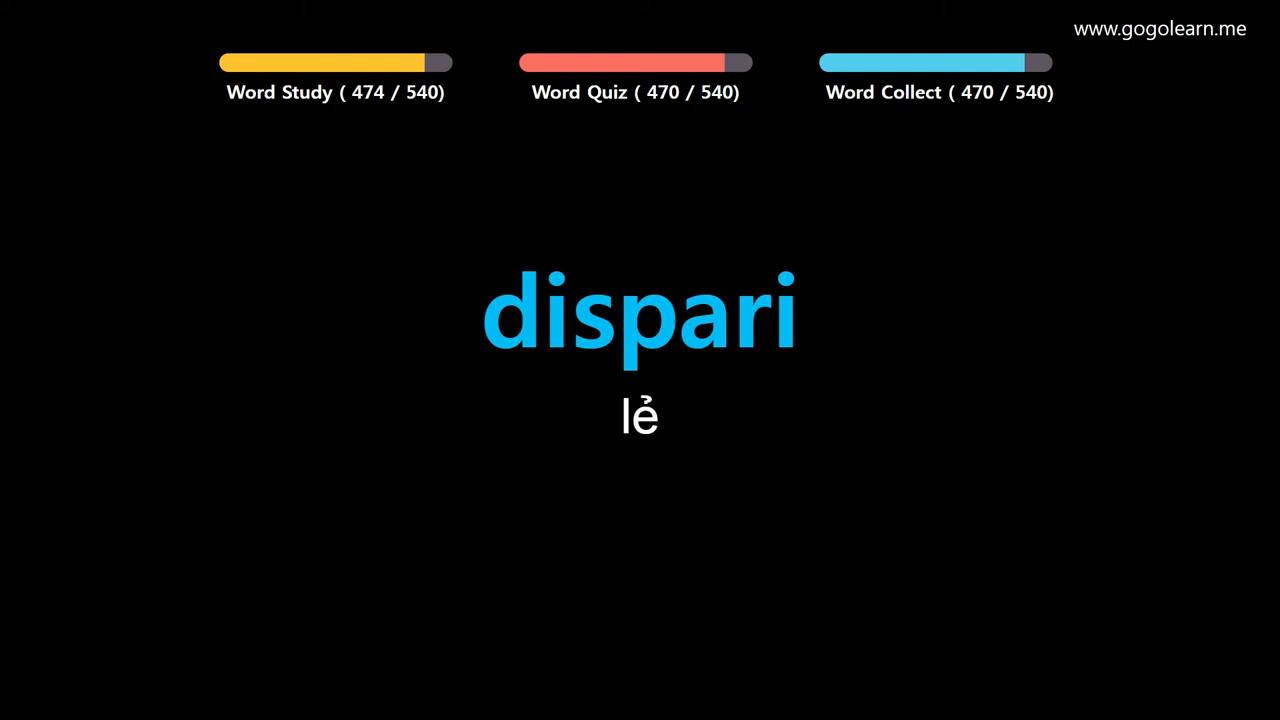 www.gogolearn.me
Word Study ( 474 / 540)
Word Quiz ( 470 / 540)
Word Collect ( 470 / 540)
dispari
lẻ